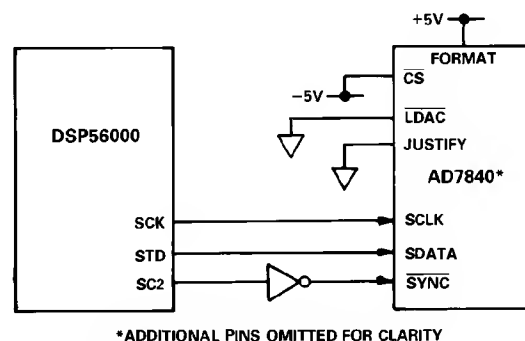 +5V
FORMAT
CS
-5V
DSP56000
LDAC
JUSTIFY
AD7840*
SCK
SCLK
STD
SDATA
SC2
SYNC
*ADDITIONAL PINS OMITTED FOR CLARITY